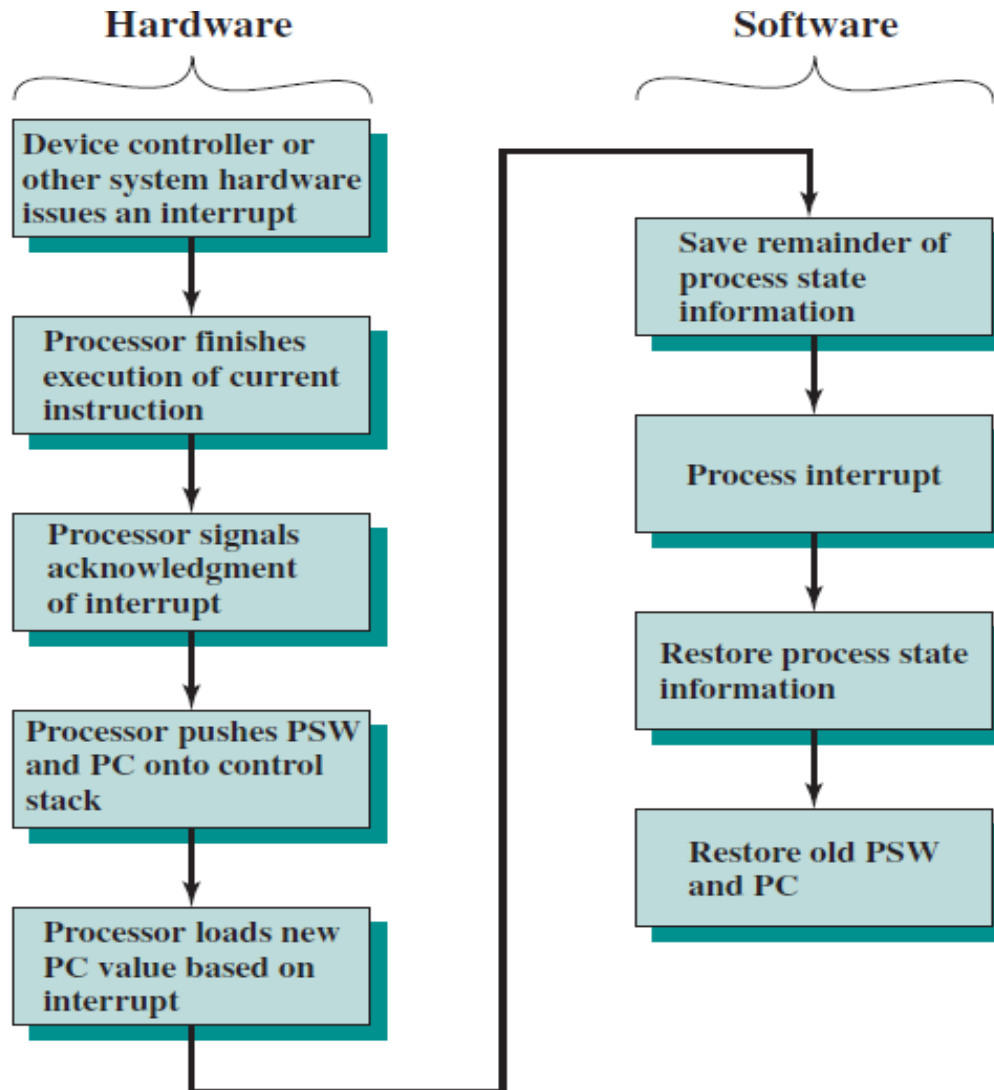 Hardware
Device controller or
other system hardware
issues an interrupt
Processor finishes
execution of current
instruction
Processor signals
acknowledgment
of interrupt
Processor pushes PSW
and PC onto control
stack
Processor loads new
PC value based on
interrupt
Software
Save remainder of
process state
information
Process interrupt
Restore process state
information
Restore old PSW
and PC